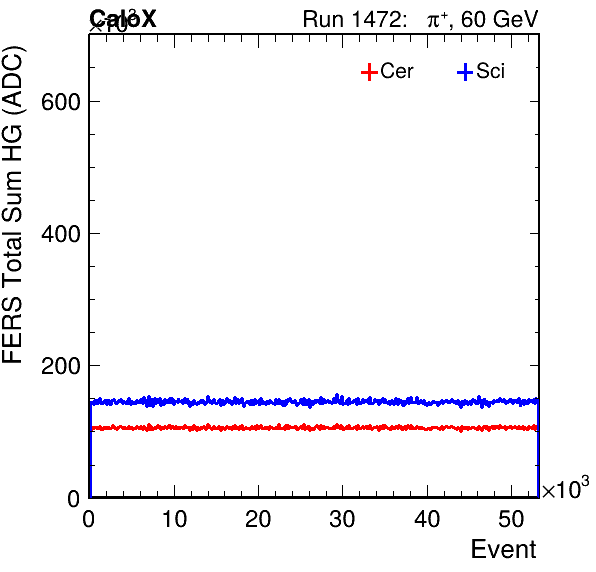 CaloX
×10³
Run 1472: π⁺, 60 GeV
FERS Total Sum HG (ADC)
Cer
Sci
600
400
200
0
0 10 20 30 40 50
×10³
Event